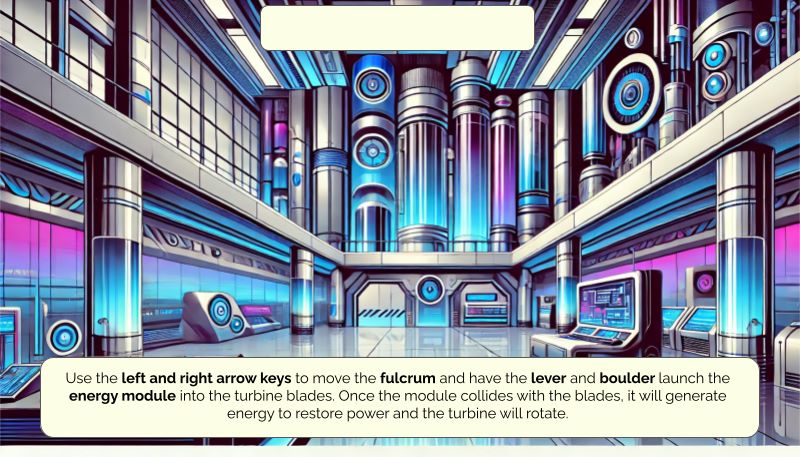 Use the left and right arrow keys to move the fulcrum and have the lever and boulder launch the
energy module into the turbine blades. Once the module collides with the blades, it will generate
energy to restore power and the turbine will rotate.